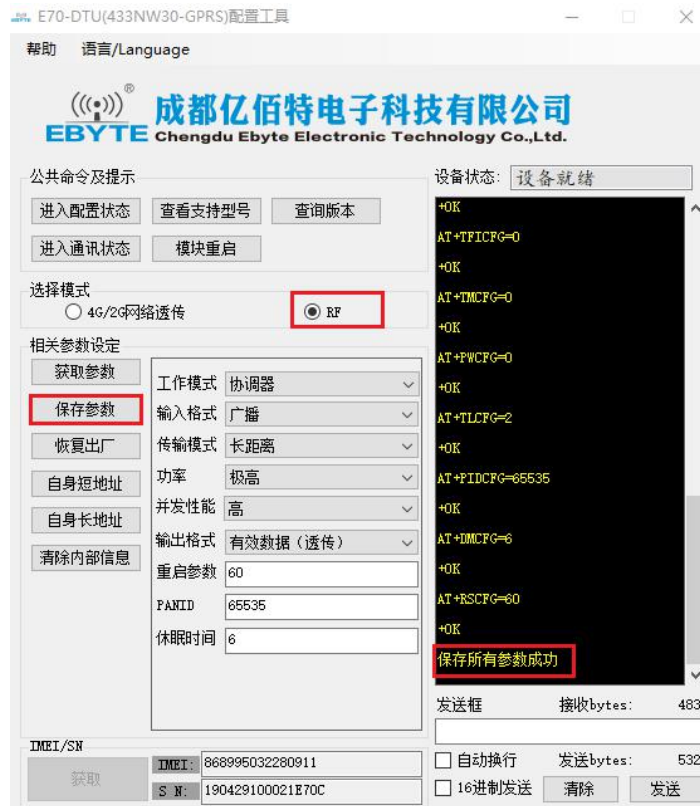 E70-DTU(433NW30-GPRS)配置工具
帮助 语言/Language
EBYTE
®
成都亿佰特电子科技有限公司
Chengdu Ebyte Electronic Technology Co.,Ltd.
公共命令及提示
进入配置状态 查看支持型号 查询版本
进入通讯状态 模块重启
选择模式
4G/2G网络透传 RF
相关参数设定
获取参数
保存参数
恢复出厂
自身短地址
自身长地址
清除内部信息
工作模式 协调器
输入格式 广播
传输模式 长距离
功率 极高
并发性能 高
输出格式 有效数据（透传）
重启参数 60
PANID 65535
休眠时间 6
IMEI/SN
获取
IMEI: 868995032280911
S N: 190429100021E70C
设备状态: 设备就绪
+OK
AT+TFICFG=0
+OK
AT+TMCFG=0
+OK
AT+PWCFG=0
+OK
AT+TLCFG=2
+OK
AT+PIDCFG=65535
+OK
AT+DMCFG=6
+OK
AT+RSCFG=60
+OK
保存所有参数成功
发送框 接收bytes: 483
自动换行 发送bytes: 532
16进制发送 清除 发送